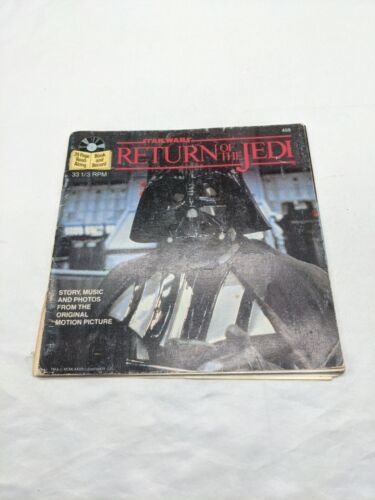 24 Page
Read-
Along
Book
and
Record
33 1/3 RPM
455
STAR WARS
RETURN OF THE JEDI
STORY, MUSIC
AND PHOTOS
FROM THE
ORIGINAL
MOTION PICTURE